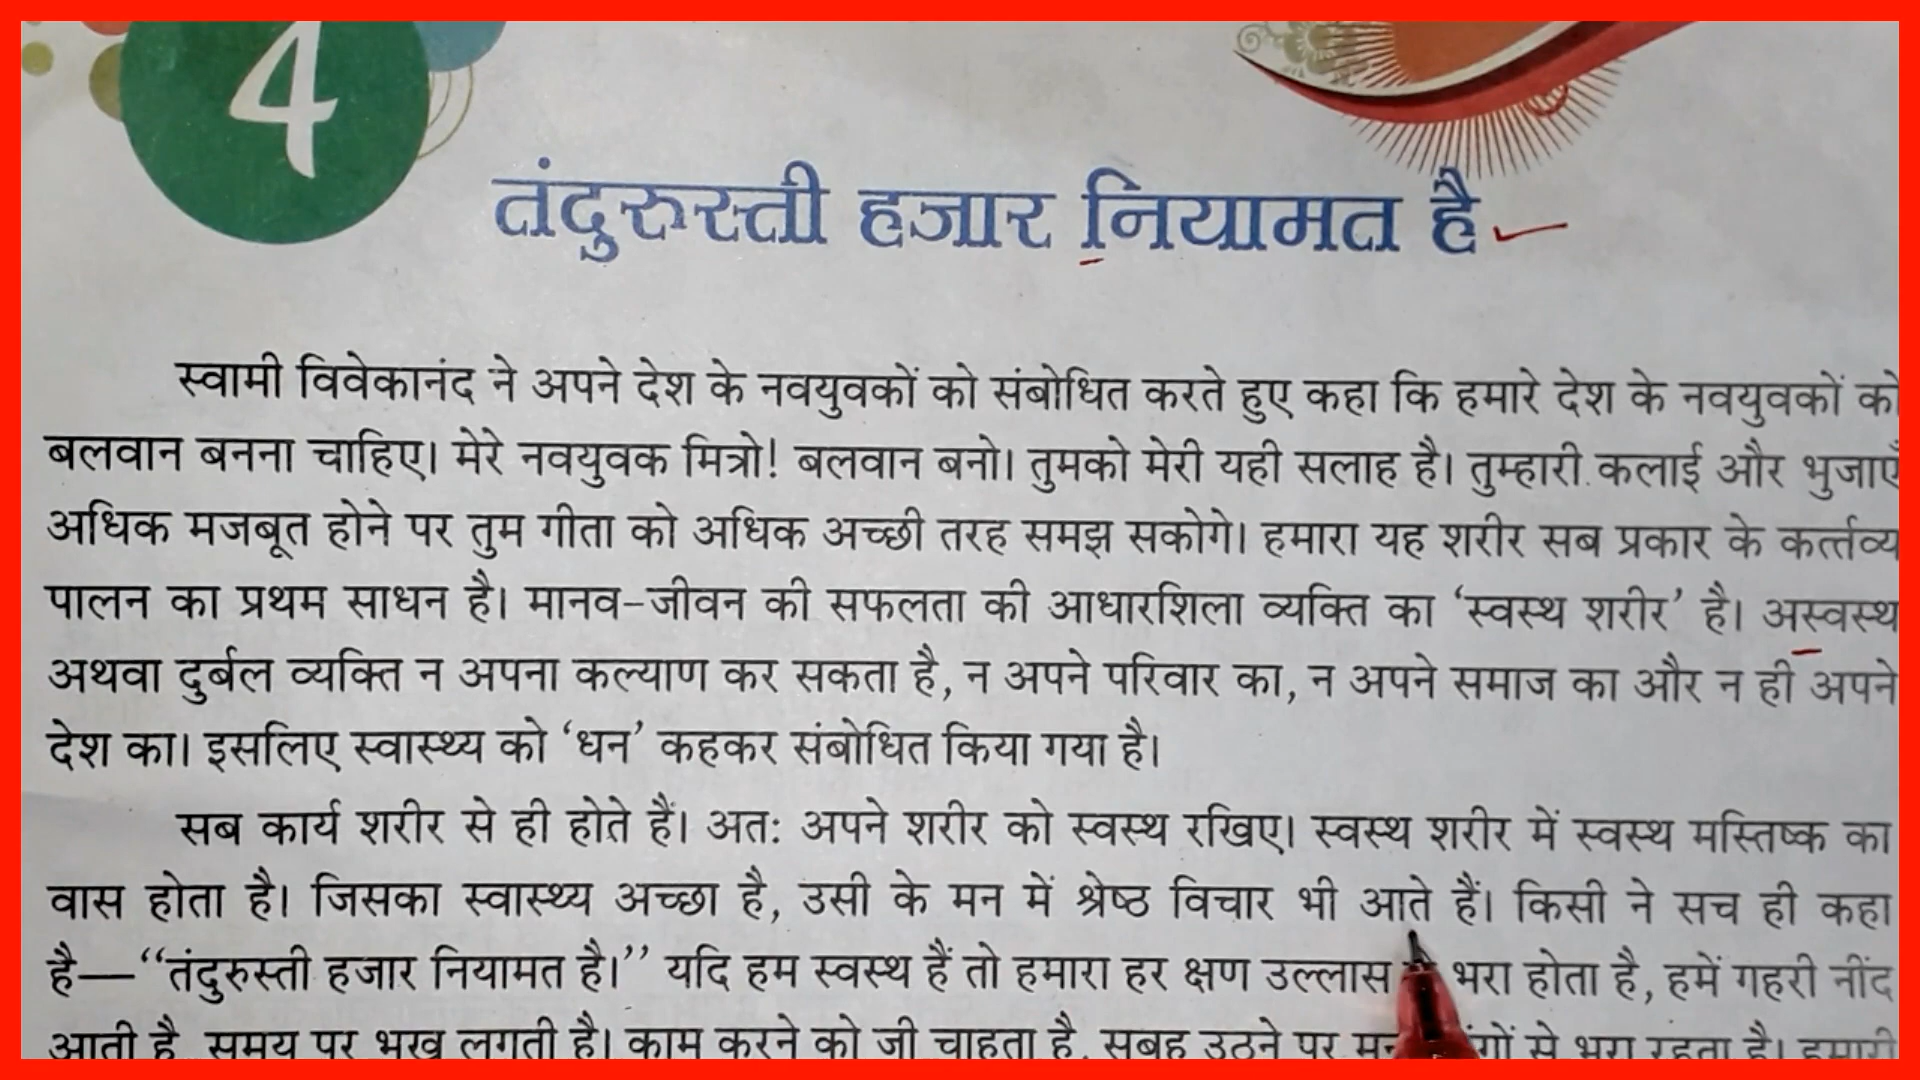 4
तंदुरुस्ती हजार नियामत है
स्वामी विवेकानंद ने अपने देश के नवयुवकों को संबोधित करते हुए कहा कि हमारे देश के नवयुवकों को
बलवान बनना चाहिए। मेरे नवयुवक मित्रो! बलवान बनो। तुमको मेरी यही सलाह है। तुम्हारी कलाई और भुजाएँ
अधिक मजबूत होने पर तुम गीता को अधिक अच्छी तरह समझ सकोगे। हमारा यह शरीर सब प्रकार के कर्त्तव्य
पालन का प्रथम साधन है। मानव-जीवन की सफलता की आधारशिला व्यक्ति का ‘स्वस्थ शरीर’ है। अस्वस्थ
अथवा दुर्बल व्यक्ति न अपना कल्याण कर सकता है, न अपने परिवार का, न अपने समाज का और न ही अपने
देश का। इसलिए स्वास्थ्य को ‘धन’ कहकर संबोधित किया गया है।
सब कार्य शरीर से ही होते हैं। अतः अपने शरीर को स्वस्थ रखिए। स्वस्थ शरीर में स्वस्थ मस्तिष्क का
वास होता है। जिसका स्वास्थ्य अच्छा है, उसी के मन में श्रेष्ठ विचार भी आते हैं। किसी ने सच ही कहा
है—‘‘तंदुरुस्ती हजार नियामत है।’’ यदि हम स्वस्थ हैं तो हमारा हर क्षण उल्लास भरा होता है, हमें गहरी नींद
आती है, समय पर भूख लगती है। काम करने को जी चाहता है, सुबह उठने पर से भरा रहता है। हमारी